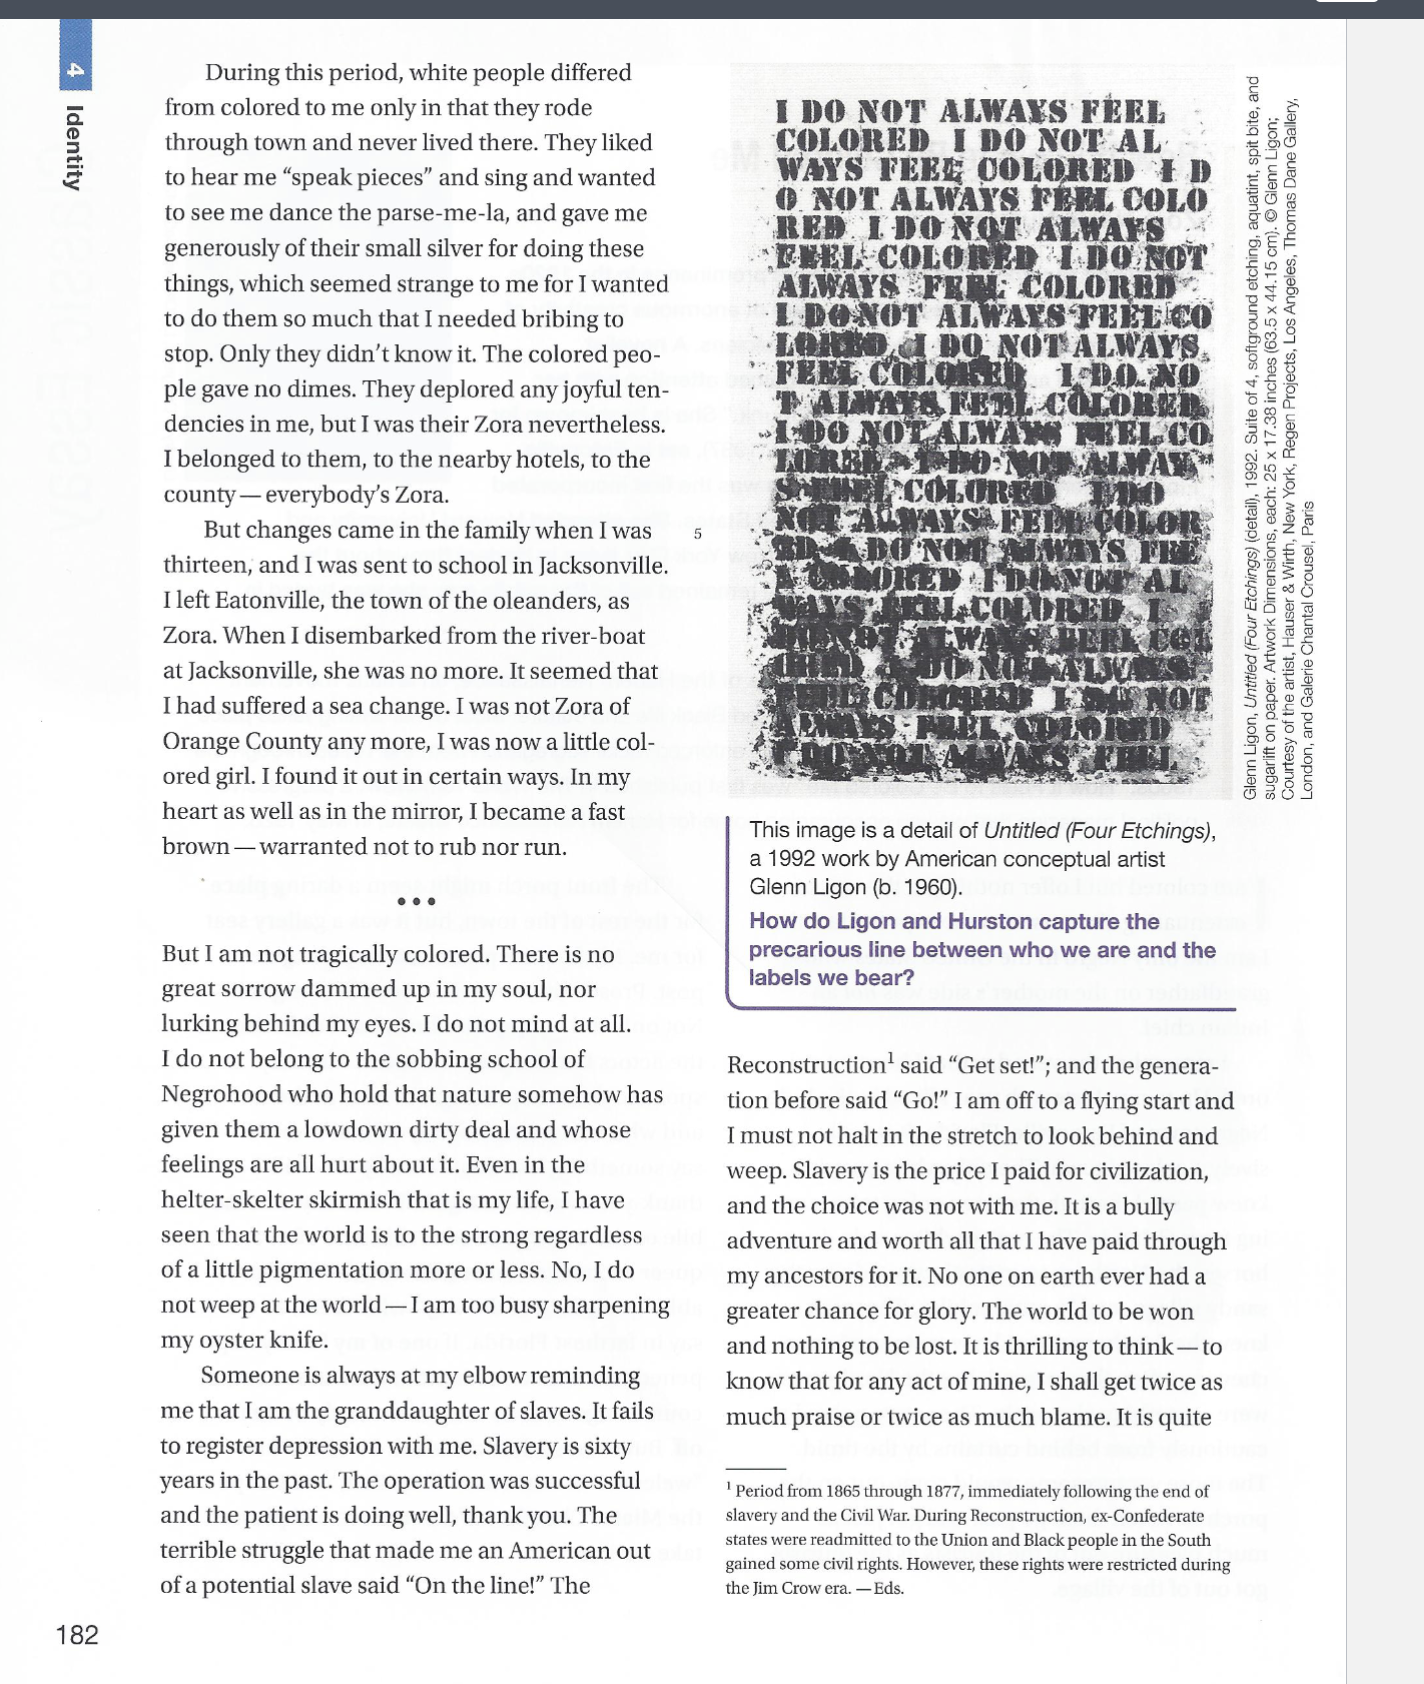 4 Identity
During this period, white people differed
from colored to me only in that they rode
through town and never lived there. They liked
to hear me “speak pieces” and sing and wanted
to see me dance the parse-me-la, and gave me
generously of their small silver for doing these
things, which seemed strange to me for I wanted
to do them so much that I needed bribing to
stop. Only they didn’t know it. The colored peo-
ple gave no dimes. They deplored any joyful ten-
dencies in me, but I was their Zora nevertheless.
I belonged to them, to the nearby hotels, to the
county — everybody’s Zora.
But changes came in the family when I was 5
thirteen, and I was sent to school in Jacksonville.
I left Eatonville, the town of the oleanders, as
Zora. When I disembarked from the river-boat
at Jacksonville, she was no more. It seemed that
I had suffered a sea change. I was not Zora of
Orange County any more, I was now a little col-
ored girl. I found it out in certain ways. In my
heart as well as in the mirror, I became a fast
brown — warranted not to rub nor run.
• • •
But I am not tragically colored. There is no
great sorrow dammed up in my soul, nor
lurking behind my eyes. I do not mind at all.
I do not belong to the sobbing school of
Negrohood who hold that nature somehow has
given them a lowdown dirty deal and whose
feelings are all hurt about it. Even in the
helter-skelter skirmish that is my life, I have
seen that the world is to the strong regardless
of a little pigmentation more or less. No, I do
not weep at the world — I am too busy sharpening
my oyster knife.
Someone is always at my elbow reminding
me that I am the granddaughter of slaves. It fails
to register depression with me. Slavery is sixty
years in the past. The operation was successful
and the patient is doing well, thank you. The
terrible struggle that made me an American out
of a potential slave said “On the line!” The
I DO NOT ALWAYS FEEL
COLORED I DO NOT AL
WAYS FEEL COLORED I D
O NOT ALWAYS FEEL COLO
RED I DO NOT ALWAYS
FEEL COLORED I DO NOT
ALWAYS FEEL COLORED
I DO NOT ALWAYS FEEL CO
LORED I DO NOT ALWAYS
FEEL COLORED I DO NO
T ALWAYS FEEL COLORED
I DO NOT ALWAYS FEEL CO
LORED I DO NOT ALWAY
S FEEL COLORED I DO
NOT ALWAYS FEEL COLOR
ED I DO NOT ALWAYS FEE
L COLORED I DO NOT AL
WAYS FEEL COLORED I
DO NOT ALWAYS FEEL COL
ORED I DO NOT ALWAYS
FEEL COLORED I DO NOT
ALWAYS FEEL COLORED
I DO NOT ALWAYS FEEL
Glenn Ligon, Untitled (Four Etchings) (detail), 1992. Suite of 4, softground etching, aquatint, spit bite, and
sugarlift on paper. Artwork Dimensions, each: 25 x 17.38 inches (63.5 x 44.15 cm). © Glenn Ligon;
Courtesy of the artist, Hauser & Wirth, New York, Regen Projects, Los Angeles, Thomas Dane Gallery,
London, and Galerie Chantal Crousel, Paris
This image is a detail of Untitled (Four Etchings),
a 1992 work by American conceptual artist
Glenn Ligon (b. 1960).
How do Ligon and Hurston capture the
precarious line between who we are and the
labels we bear?
Reconstruction¹ said “Get set!”; and the genera-
tion before said “Go!” I am off to a flying start and
I must not halt in the stretch to look behind and
weep. Slavery is the price I paid for civilization,
and the choice was not with me. It is a bully
adventure and worth all that I have paid through
my ancestors for it. No one on earth ever had a
greater chance for glory. The world to be won
and nothing to be lost. It is thrilling to think — to
know that for any act of mine, I shall get twice as
much praise or twice as much blame. It is quite
¹ Period from 1865 through 1877, immediately following the end of
slavery and the Civil War. During Reconstruction, ex-Confederate
states were readmitted to the Union and Black people in the South
gained some civil rights. However, these rights were restricted during
the Jim Crow era. — Eds.
182